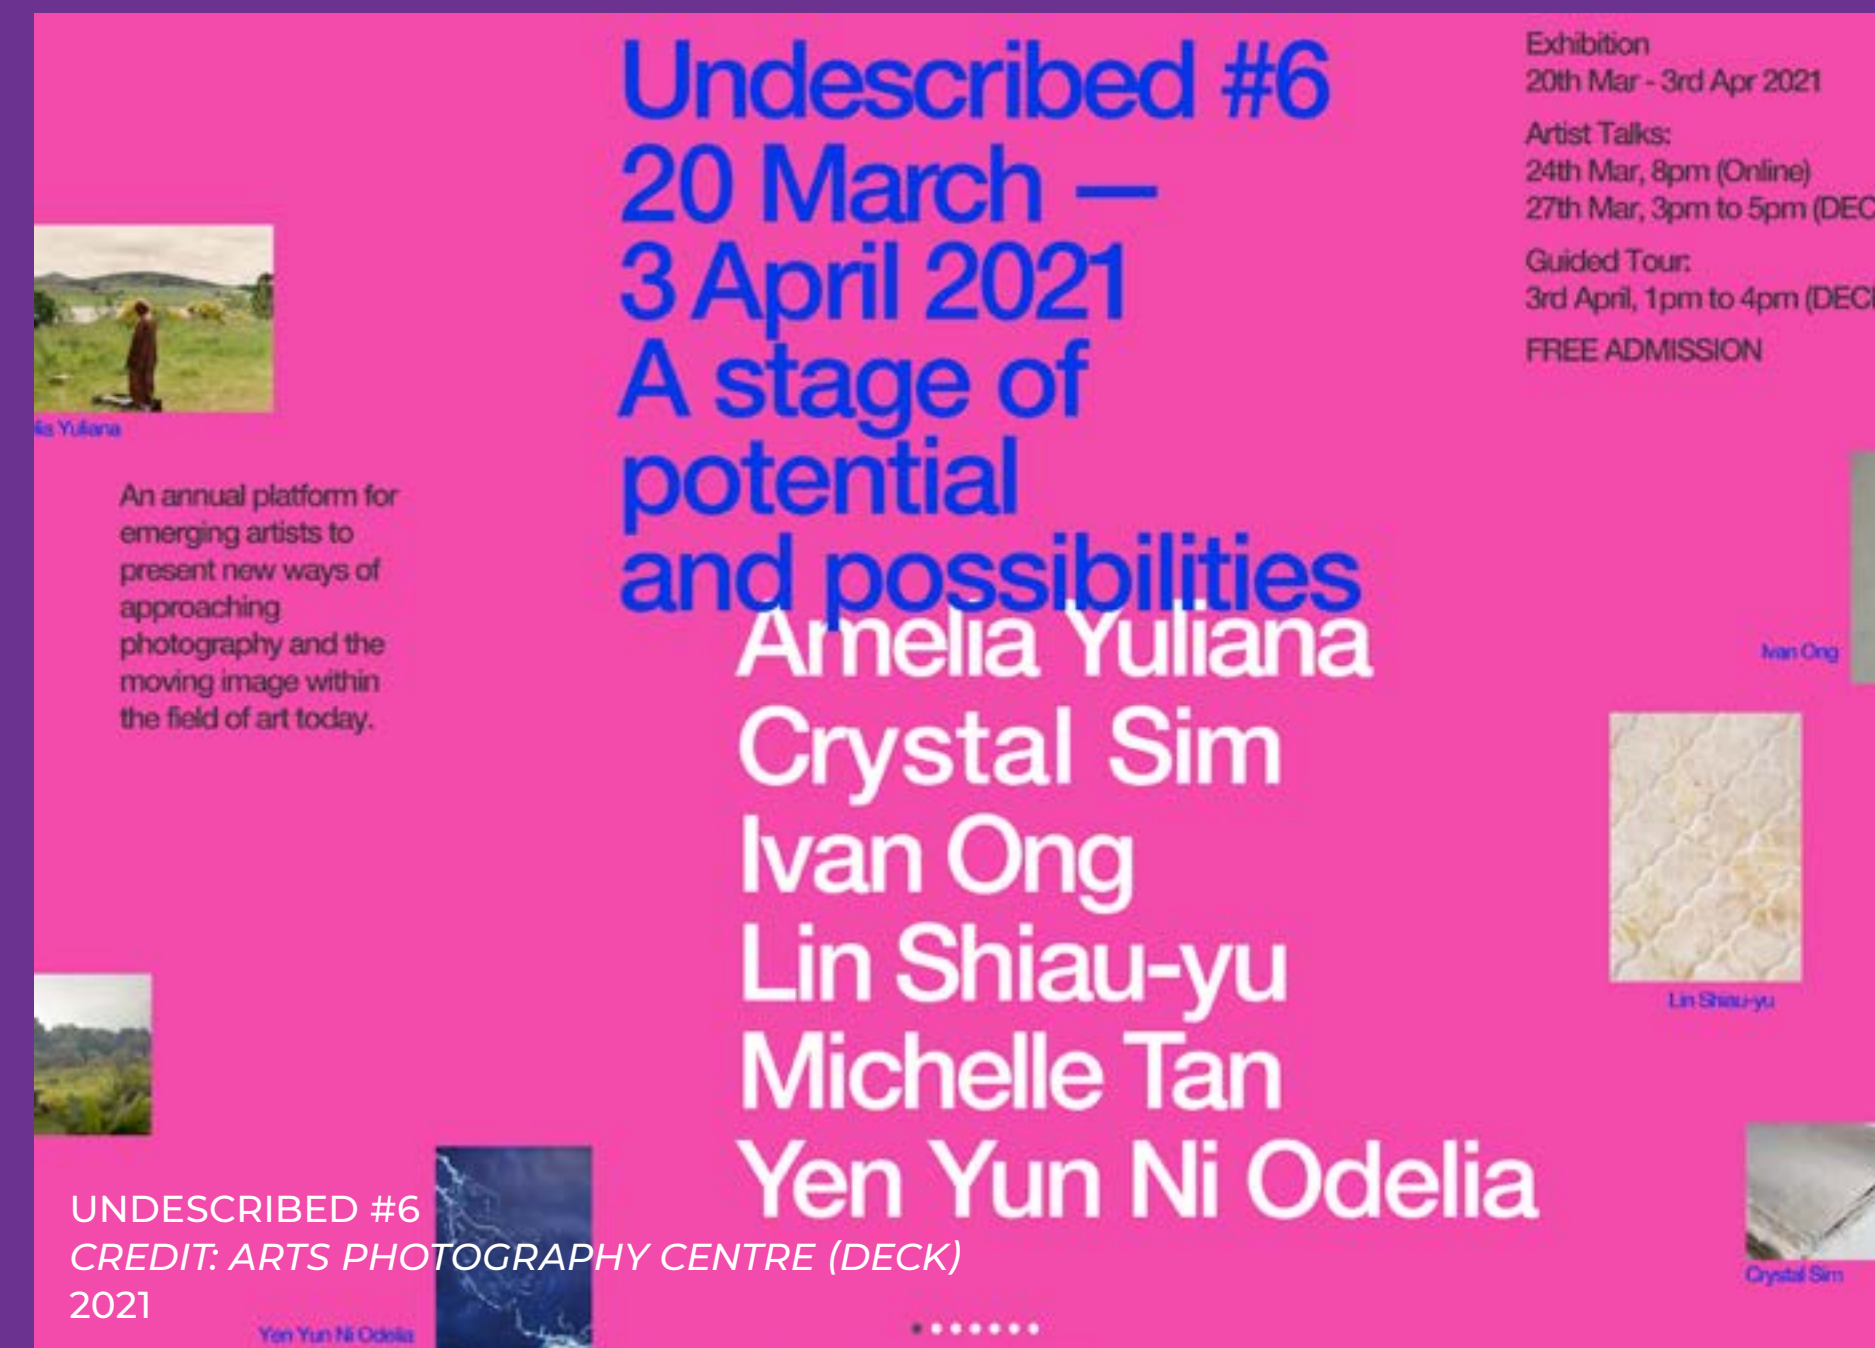 Undescribed #6
20 March —
3 April 2021
A stage of
potential
and possibilities
Amelia Yuliana
Crystal Sim
Ivan Ong
Lin Shiau-yu
Michelle Tan
Yen Yun Ni Odelia
Exhibition
20th Mar - 3rd Apr 2021
Artist Talks:
24th Mar, 8pm (Online)
27th Mar, 3pm to 5pm (DEC
Guided Tour:
3rd April, 1pm to 4pm (DEC
FREE ADMISSION
Yuliana
An annual platform for
emerging artists to
present new ways of
approaching
photography and the
moving image within
the field of art today.
Ivan Ong
Lin Shiau-yu
Crystal Sim
Yen Yun Ni Odelia
UNDESCRIBED #6
CREDIT: ARTS PHOTOGRAPHY CENTRE (DECK)
2021